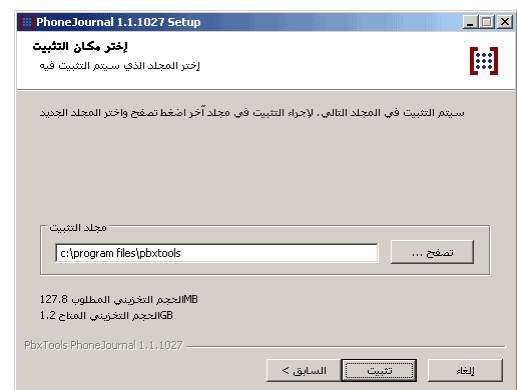 PhoneJournal 1.1.1027 Setup
إختر مكان التثبيت
إختر المجلد الذي سيتم التثبيت فيه
سيتم التثبيت في المجلد التالي. لإجراء التثبيت في مجلد آخر اضغط تصفح واختر المجلد الجديد
مجلد التثبيت
c:\program files\pbxtools
تصفح ...
الحجم التخزيني المطلوب 127.8MB
الحجم التخزيني المتاح 1.2GB
PbxTools PhoneJournal 1.1.1027
السابق >
تثبيت
إلغاء